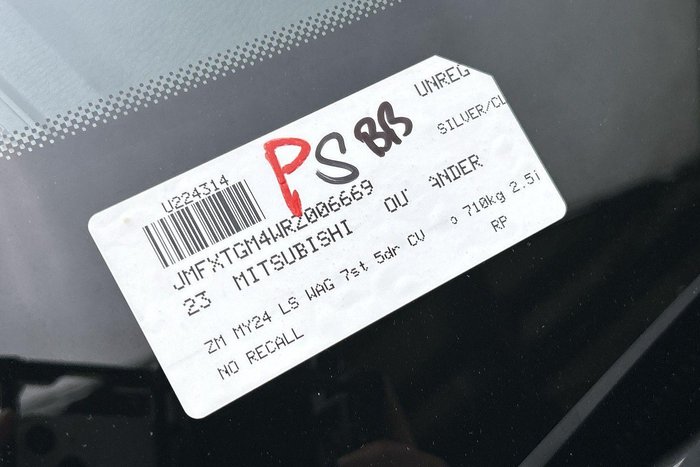 UNREG
PS BB
SILVER/CL
U224314
JMFXTGM4WRZ006669
23 MITSUBISHI OU ANDER
ZM MY24 LS WAG 7st 5dr CV 710kg 2.5i
NO RECALL RP